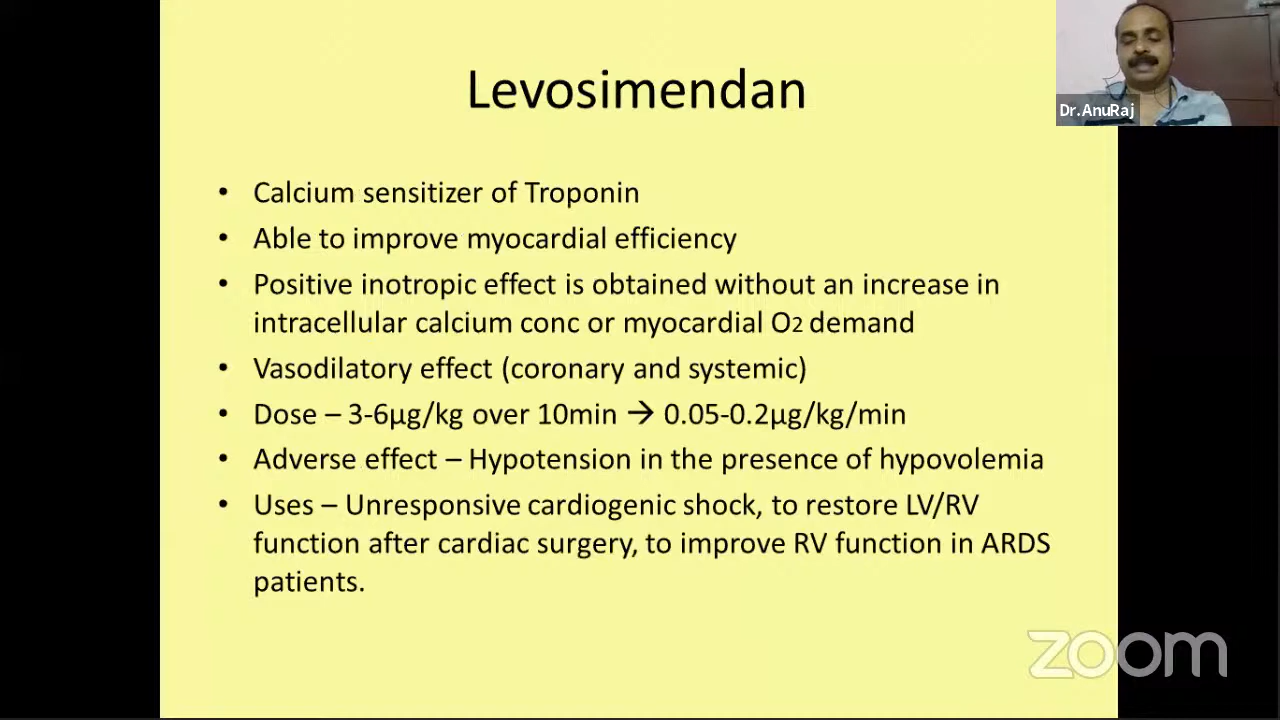 Levosimendan
Dr.AnuRaj
• Calcium sensitizer of Troponin
• Able to improve myocardial efficiency
• Positive inotropic effect is obtained without an increase in
intracellular calcium conc or myocardial O2 demand
• Vasodilatory effect (coronary and systemic)
• Dose – 3-6µg/kg over 10min → 0.05-0.2µg/kg/min
• Adverse effect – Hypotension in the presence of hypovolemia
• Uses – Unresponsive cardiogenic shock, to restore LV/RV
function after cardiac surgery, to improve RV function in ARDS
patients.
zoom